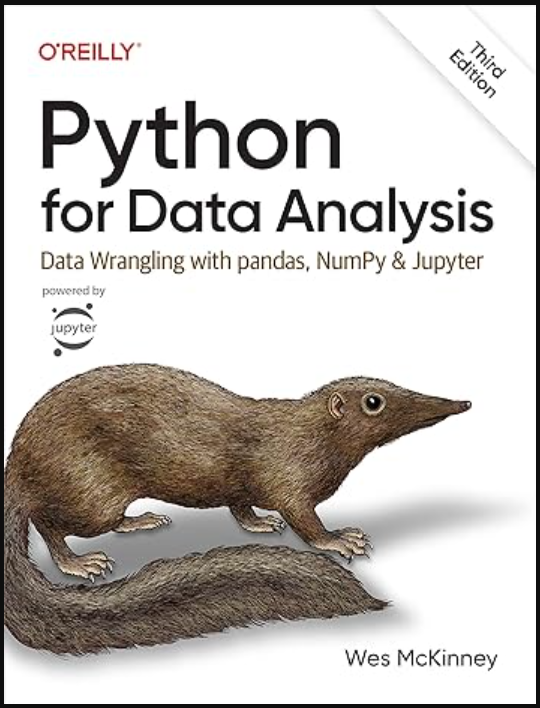 O'REILLY®
Third
Edition
Python
for Data Analysis
Data Wrangling with pandas, NumPy & Jupyter
powered by
jupyter
Wes McKinney